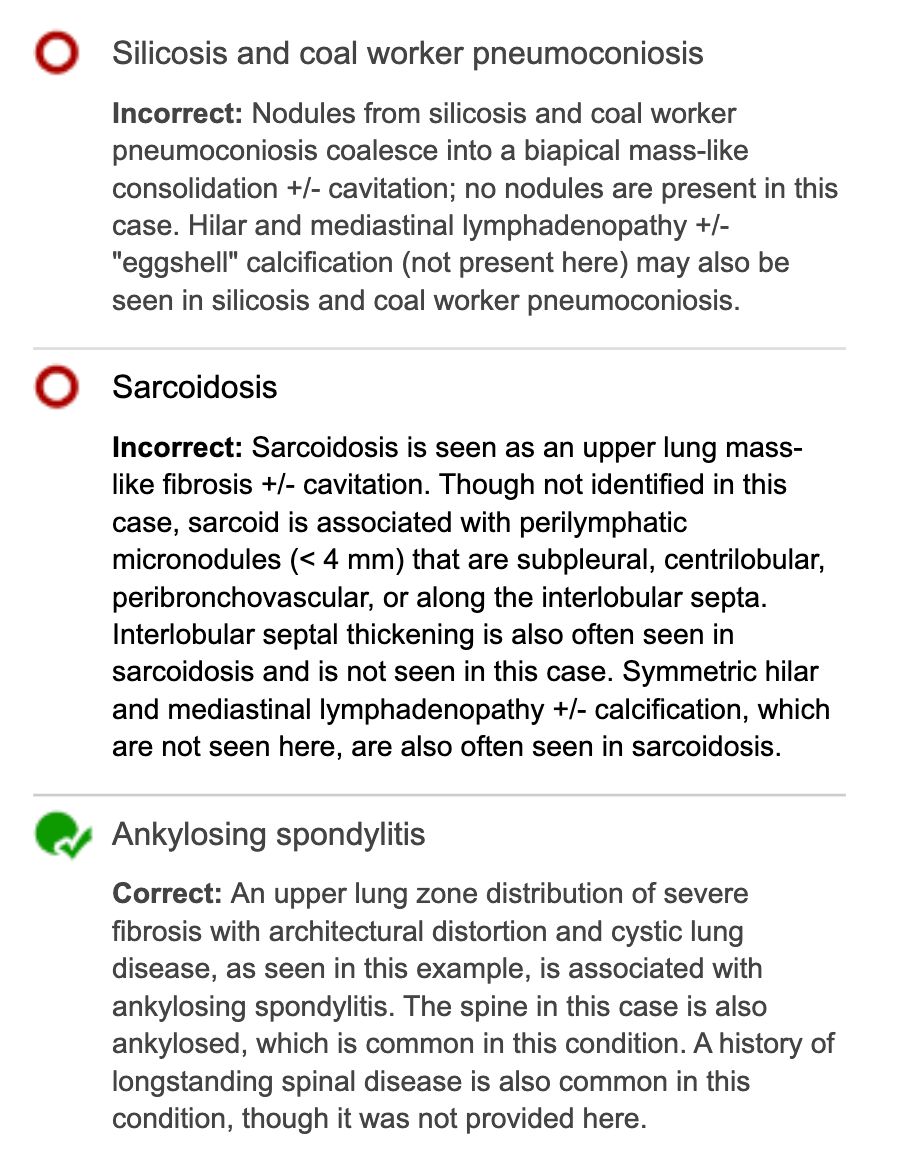 Silicosis and coal worker pneumoconiosis
Incorrect: Nodules from silicosis and coal worker
pneumoconiosis coalesce into a biapical mass-like
consolidation +/- cavitation; no nodules are present in this
case. Hilar and mediastinal lymphadenopathy +/-
"eggshell" calcification (not present here) may also be
seen in silicosis and coal worker pneumoconiosis.
Sarcoidosis
Incorrect: Sarcoidosis is seen as an upper lung mass-
like fibrosis +/- cavitation. Though not identified in this
case, sarcoid is associated with perilymphatic
micronodules (< 4 mm) that are subpleural, centrilobular,
peribronchovascular, or along the interlobular septa.
Interlobular septal thickening is also often seen in
sarcoidosis and is not seen in this case. Symmetric hilar
and mediastinal lymphadenopathy +/- calcification, which
are not seen here, are also often seen in sarcoidosis.
Ankylosing spondylitis
Correct: An upper lung zone distribution of severe
fibrosis with architectural distortion and cystic lung
disease, as seen in this example, is associated with
ankylosing spondylitis. The spine in this case is also
ankylosed, which is common in this condition. A history of
longstanding spinal disease is also common in this
condition, though it was not provided here.